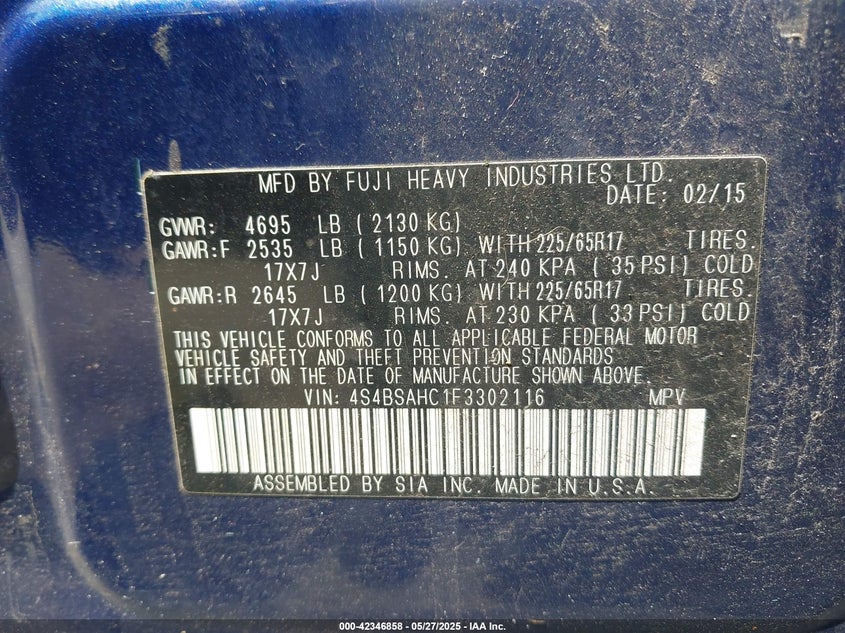 MFD BY FUJI HEAVY INDUSTRIES LTD.
DATE: 02/15
GVWR: 4695 LB ( 2130 KG)
GAWR:F 2535 LB ( 1150 KG) WITH 225/65R17 TIRES.
17X7J RIMS. AT 240 KPA ( 35 PSI) COLD
GAWR:R 2645 LB ( 1200 KG) WITH 225/65R17 TIRES.
17X7J RIMS. AT 230 KPA ( 33 PSI) COLD
THIS VEHICLE CONFORMS TO ALL APPLICABLE FEDERAL MOTOR
VEHICLE SAFETY AND THEFT PREVENTION STANDARDS
IN EFFECT ON THE DATE OF MANUFACTURE SHOWN ABOVE.
VIN: 4S4BSAHC1F3302116 MPV
ASSEMBLED BY SIA INC. MADE IN U.S.A.
000-42346858 - 05/27/2025 - IAA Inc.